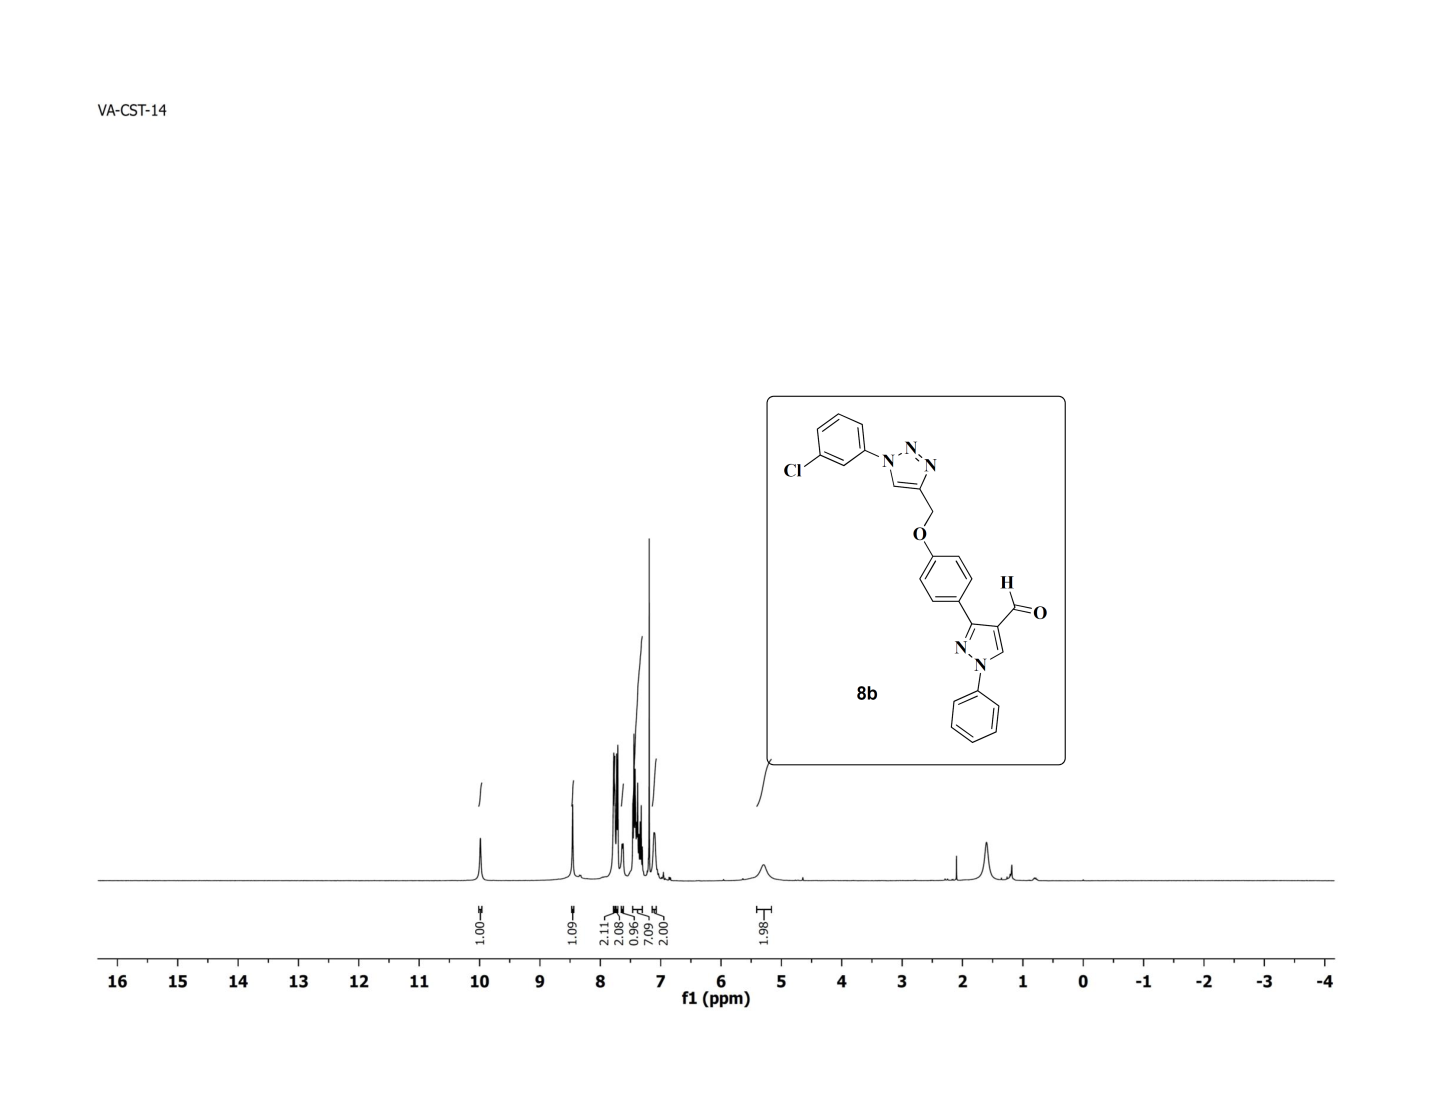 VA-CST-14
N
N
N
Cl
O
H
O
N
N
8b
1.00
1.09
2.11
2.08
0.96
7.09
2.00
1.98
16 15 14 13 12 11 10 9 8 7 6 5 4 3 2 1 0 -1 -2 -3 -4
f1 (ppm)